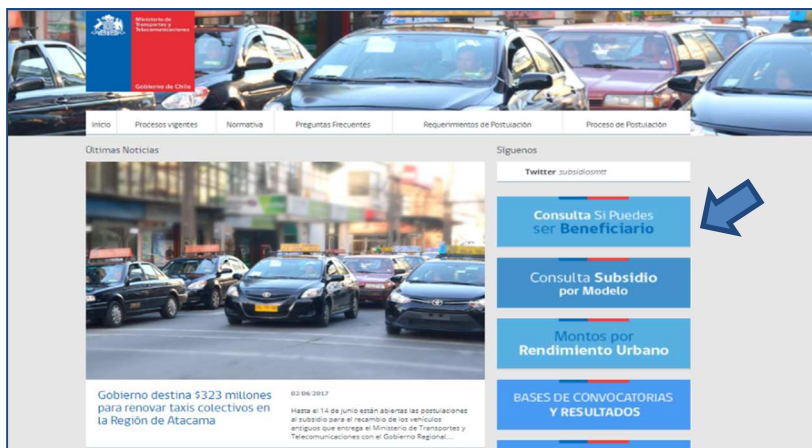 Ministerio de
Transportes y
Telecomunicaciones
Gobierno de Chile
Inicio
Procesos vigentes
Normativa
Preguntas Frecuentes
Requerimientos de Postulación
Proceso de Postulación
Últimas Noticias
Síguenos
Twitter subsidiosmtt
Consulta Si Puedes
ser Beneficiario
Consulta Subsidio
por Modelo
Montos por
Rendimiento Urbano
BASES DE CONVOCATORIAS
Y RESULTADOS
Gobierno destina $323 millones
para renovar taxis colectivos en
la Región de Atacama
02/06/2017
Hasta el 14 de junio están abiertas las postulaciones
al subsidio para el recambio de los vehículos
antiguos que entrega el Ministerio de Transportes y
Telecomunicaciones con el Gobierno Regional....